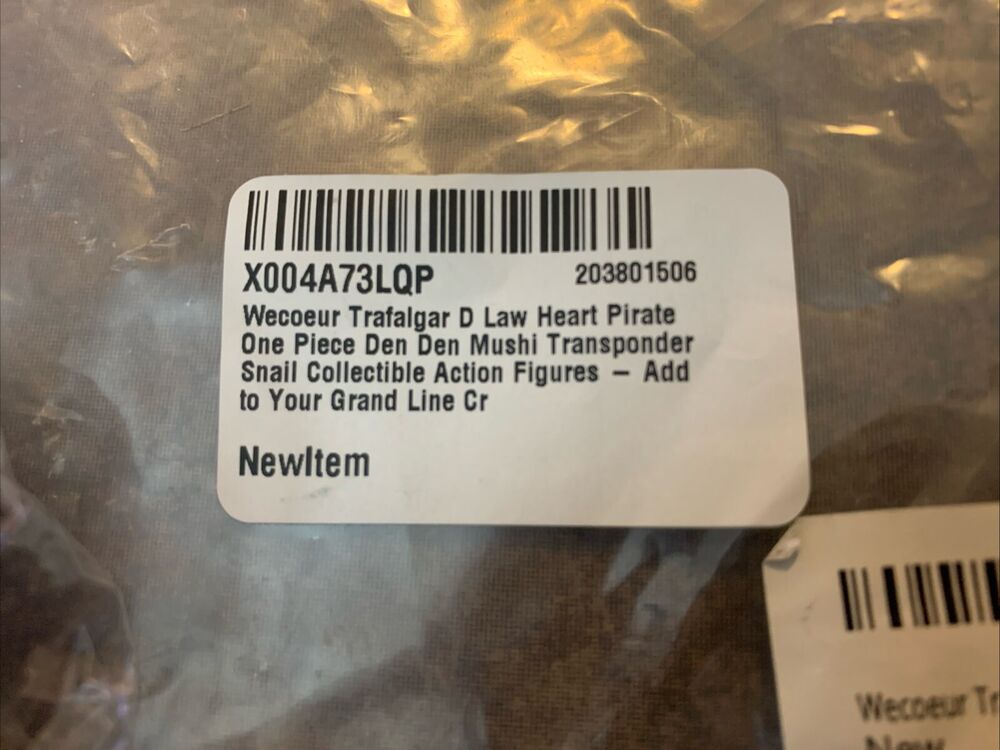 X004A73LQP 203801506
Wecoeur Trafalgar D Law Heart Pirate
One Piece Den Den Mushi Transponder
Snail Collectible Action Figures – Add
to Your Grand Line Cr
NewItem
Wecoeur Tr
New